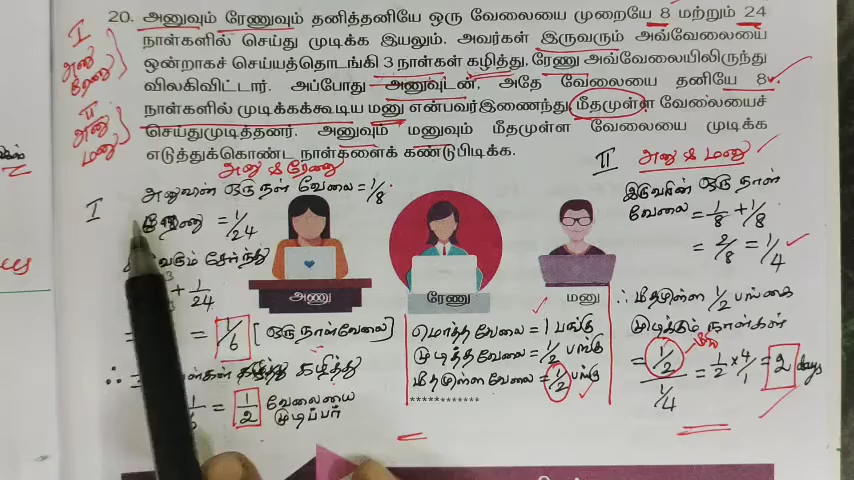 20. அனுவும் ரேணுவும் தனித்தனியே ஒரு வேலையை முறையே 8 மற்றும் 24
நாள்களில் செய்து முடிக்க இயலும். அவர்கள் இருவரும் அவ்வேலையை
ஒன்றாகச் செய்யத்தொடங்கி 3 நாள்கள் கழித்து, ரேணு அவ்வேலையிலிருந்து
விலகிவிட்டார். அப்போது அனுவுடன், அதே வேலையை தனியே 8
நாள்களில் முடிக்கக்கூடிய மனு என்பவர்இணைந்து மீதமுள்ள வேலையைச்
செய்துமுடித்தனர். அனுவும் மனுவும் மீதமுள்ள வேலையை முடிக்க
எடுத்துக்கொண்ட நாள்களைக் கண்டுபிடிக்க.
I
அனு
ரேணு
II
அனு
மனு
அனு & ரேணு
I அனுவின் ஒரு நாள் வேலை = 1/8
ரேணு = 1/24
சேர்ந்து
+ 1/24
= 1/6 [ ஒருநாள்வேலை]
∴ கழித்து
= 1/2 வேலையை
முடிப்பர்
அனு
ரேணு
மனு
மொத்த வேலை = 1 பங்கு
முடித்த வேலை = 1/2 பங்கு
மீதமுள்ள வேலை = 1/2 பங்கு
************
II அனு & மனு
இருவரின் ஒரு நாள்
வேலை = 1/8 + 1/8
= 2/8 = 1/4
∴ மீதமுள்ள 1/2 பங்கை
முடிக்கும் நாள்கள்
= 1/2 / 1/4 = 1/2 × 4/1 = 2 days